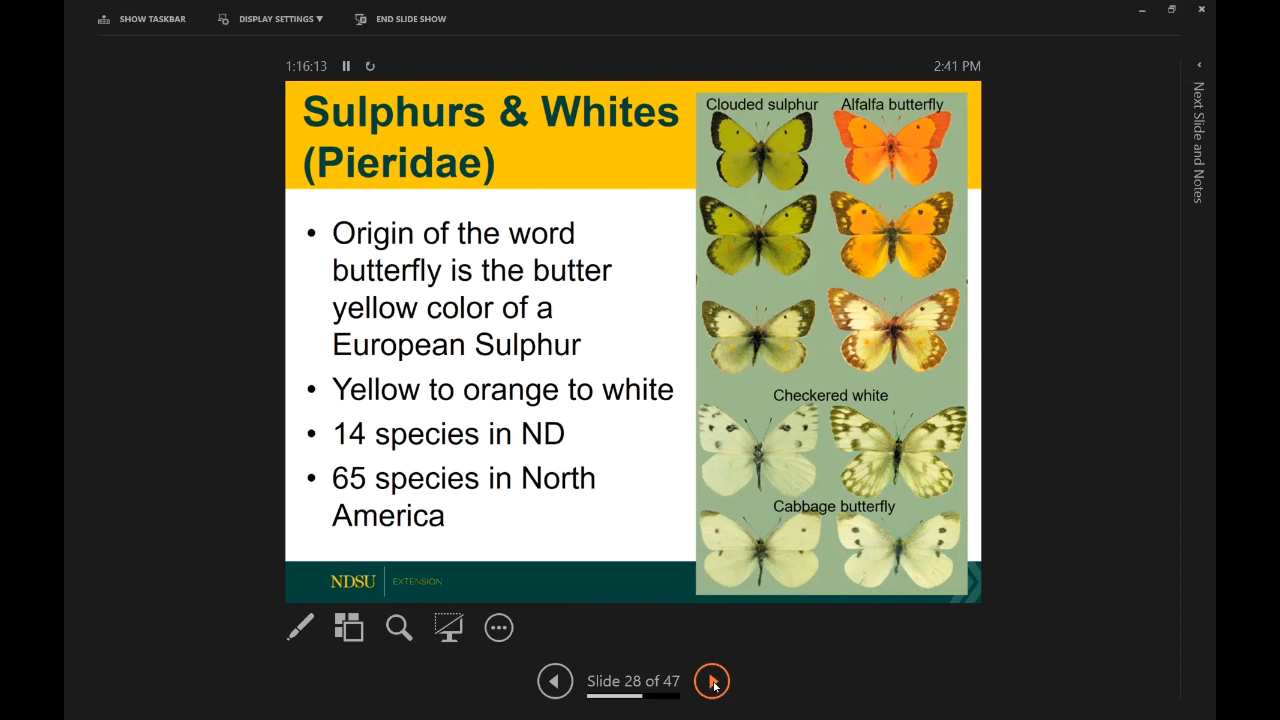 SHOW TASKBAR
DISPLAY SETTINGS ▼
END SLIDE SHOW
1:16:13
2:41 PM
Sulphurs & Whites
(Pieridae)
• Origin of the word
butterfly is the butter
yellow color of a
European Sulphur
• Yellow to orange to white
• 14 species in ND
• 65 species in North
America
Clouded sulphur
Alfalfa butterfly
Checkered white
Cabbage butterfly
NDSU
EXTENSION
Slide 28 of 47
Next Slide and Notes